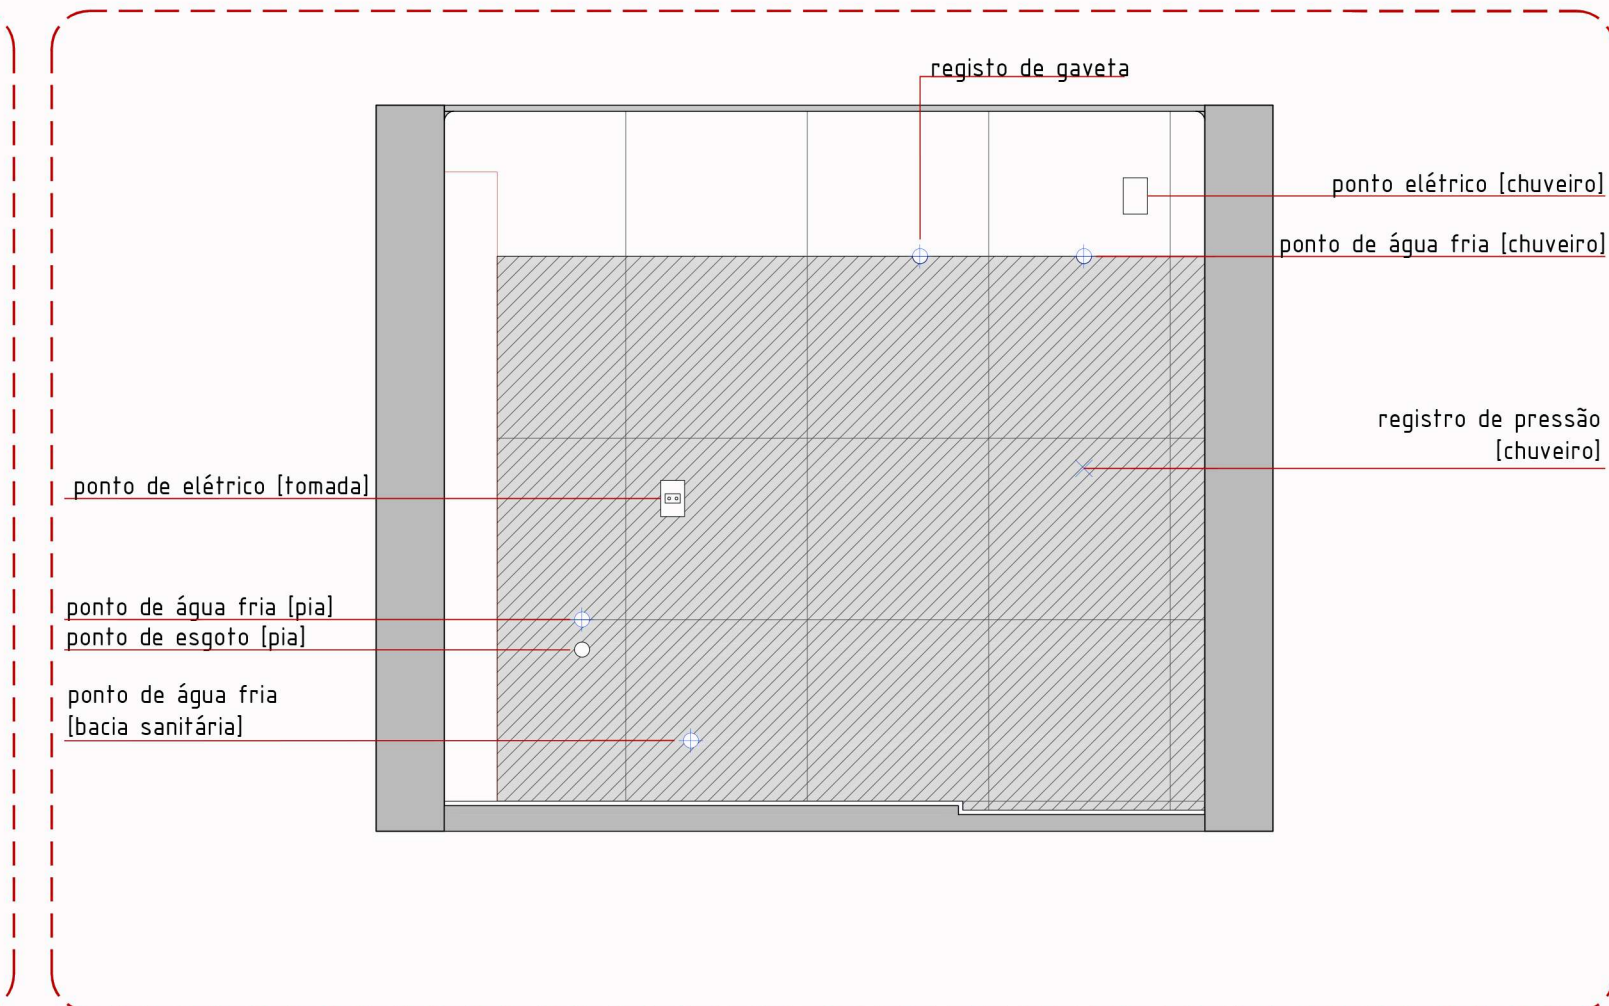 registo de gaveta
ponto elétrico [chuveiro]
ponto de água fria [chuveiro]
registro de pressão
[chuveiro]
ponto de elétrico [tomada]
ponto de água fria [pia]
ponto de esgoto [pia]
ponto de água fria
[bacia sanitária]